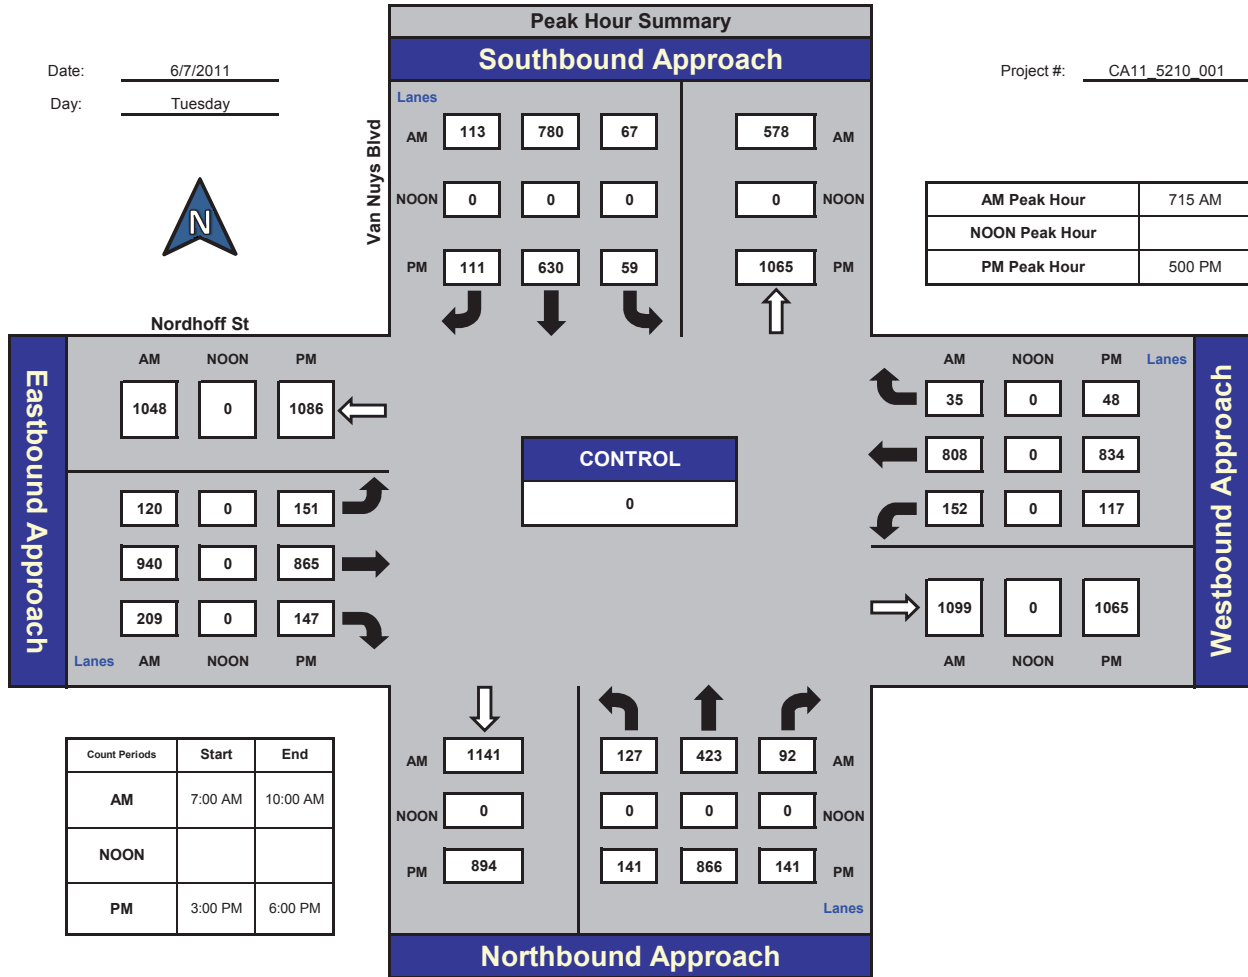 Peak Hour Summary
Southbound Approach
Date: 6/7/2011
Day: Tuesday
Project #: CA11_5210_001
N
Van Nuys Blvd
Lanes
AM 113 780 67 578 AM
NOON 0 0 0 0 NOON
PM 111 630 59 1065 PM
AM Peak Hour 715 AM
NOON Peak Hour
PM Peak Hour 500 PM
Nordhoff St
Eastbound Approach
AM NOON PM
1048 0 1086
120 0 151
940 0 865
209 0 147
Lanes AM NOON PM
CONTROL
0
AM NOON PM Lanes
35 0 48
808 0 834
152 0 117
1099 0 1065
AM NOON PM
Westbound Approach
Count Periods Start End
AM 7:00 AM 10:00 AM
NOON
PM 3:00 PM 6:00 PM
AM 1141 127 423 92 AM
NOON 0 0 0 0 NOON
PM 894 141 866 141 PM
Lanes
Northbound Approach